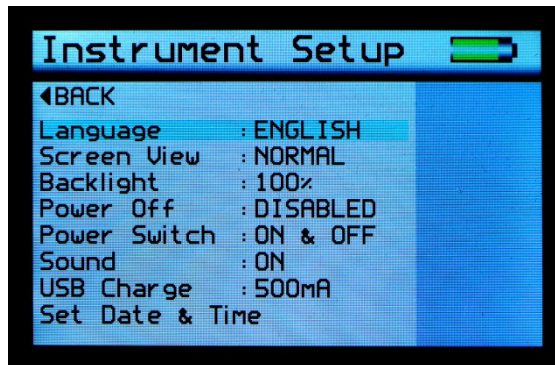 Instrument Setup
◀BACK
Language : ENGLISH
Screen View : NORMAL
Backlight : 100%
Power Off : DISABLED
Power Switch : ON & OFF
Sound : ON
USB Charge : 500mA
Set Date & Time